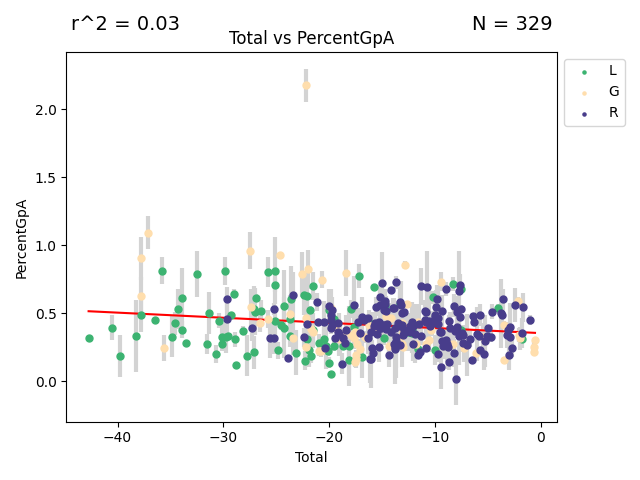 r^2 = 0.03
N = 329
Total vs PercentGpA
L
G
R
2.0
1.5
1.0
0.5
0.0
PercentGpA
−40 −30 −20 −10 0
Total